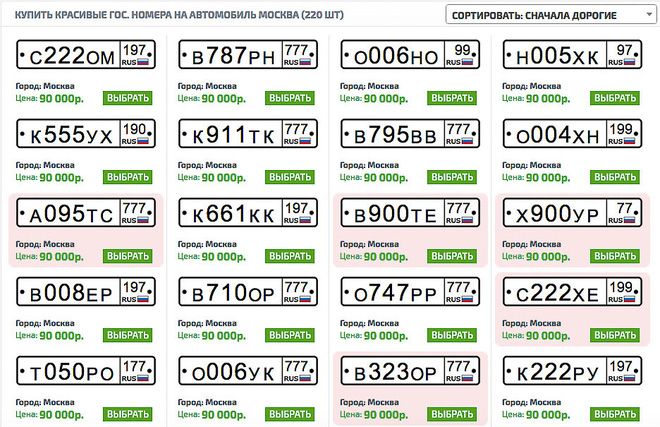 КУПИТЬ КРАСИВЫЕ ГОС. НОМЕРА НА АВТОМОБИЛЬ МОСКВА (220 ШТ)
СОРТИРОВАТЬ: СНАЧАЛА ДОРОГИЕ
С222ОМ 197 RUS
Город: Москва
Цена: 90 000р. ВЫБРАТЬ
В787РН 777 RUS
Город: Москва
Цена: 90 000р. ВЫБРАТЬ
О006НО 99 RUS
Город: Москва
Цена: 90 000р. ВЫБРАТЬ
Н005ХК 97 RUS
Город: Москва
Цена: 90 000р. ВЫБРАТЬ
К555УХ 190 RUS
Город: Москва
Цена: 90 000р. ВЫБРАТЬ
К911ТК 777 RUS
Город: Москва
Цена: 90 000р. ВЫБРАТЬ
В795ВВ 777 RUS
Город: Москва
Цена: 90 000р. ВЫБРАТЬ
О004ХН 199 RUS
Город: Москва
Цена: 90 000р. ВЫБРАТЬ
А095ТС 777 RUS
Город: Москва
Цена: 90 000р. ВЫБРАТЬ
К661КК 197 RUS
Город: Москва
Цена: 90 000р. ВЫБРАТЬ
В900ТЕ 777 RUS
Город: Москва
Цена: 90 000р. ВЫБРАТЬ
Х900УР 77 RUS
Город: Москва
Цена: 90 000р. ВЫБРАТЬ
В008ЕР 197 RUS
Город: Москва
Цена: 90 000р. ВЫБРАТЬ
В710ОР 777 RUS
Город: Москва
Цена: 90 000р. ВЫБРАТЬ
О747РР 777 RUS
Город: Москва
Цена: 90 000р. ВЫБРАТЬ
С222ХЕ 199 RUS
Город: Москва
Цена: 90 000р. ВЫБРАТЬ
Т050РО 177 RUS
Город: Москва
Цена: 90 000р. ВЫБРАТЬ
О006УК 777 RUS
Город: Москва
Цена: 90 000р. ВЫБРАТЬ
В323ОР 777 RUS
Город: Москва
Цена: 90 000р. ВЫБРАТЬ
К222РУ 197 RUS
Город: Москва
Цена: 90 000р. ВЫБРАТЬ